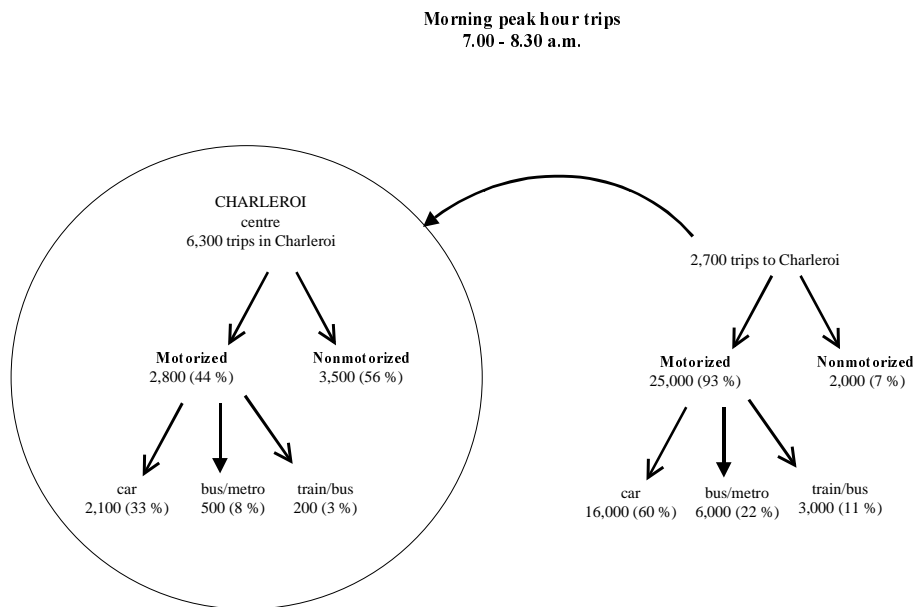 Morning peak hour trips
7.00 - 8.30 a.m.
CHARLEROI
centre
6,300 trips in Charleroi
Motorized
2,800 (44 %)
Nonmotorized
3,500 (56 %)
car
2,100 (33 %)
bus/metro
500 (8 %)
train/bus
200 (3 %)
2,700 trips to Charleroi
Motorized
25,000 (93 %)
Nonmotorized
2,000 (7 %)
car
16,000 (60 %)
bus/metro
6,000 (22 %)
train/bus
3,000 (11 %)